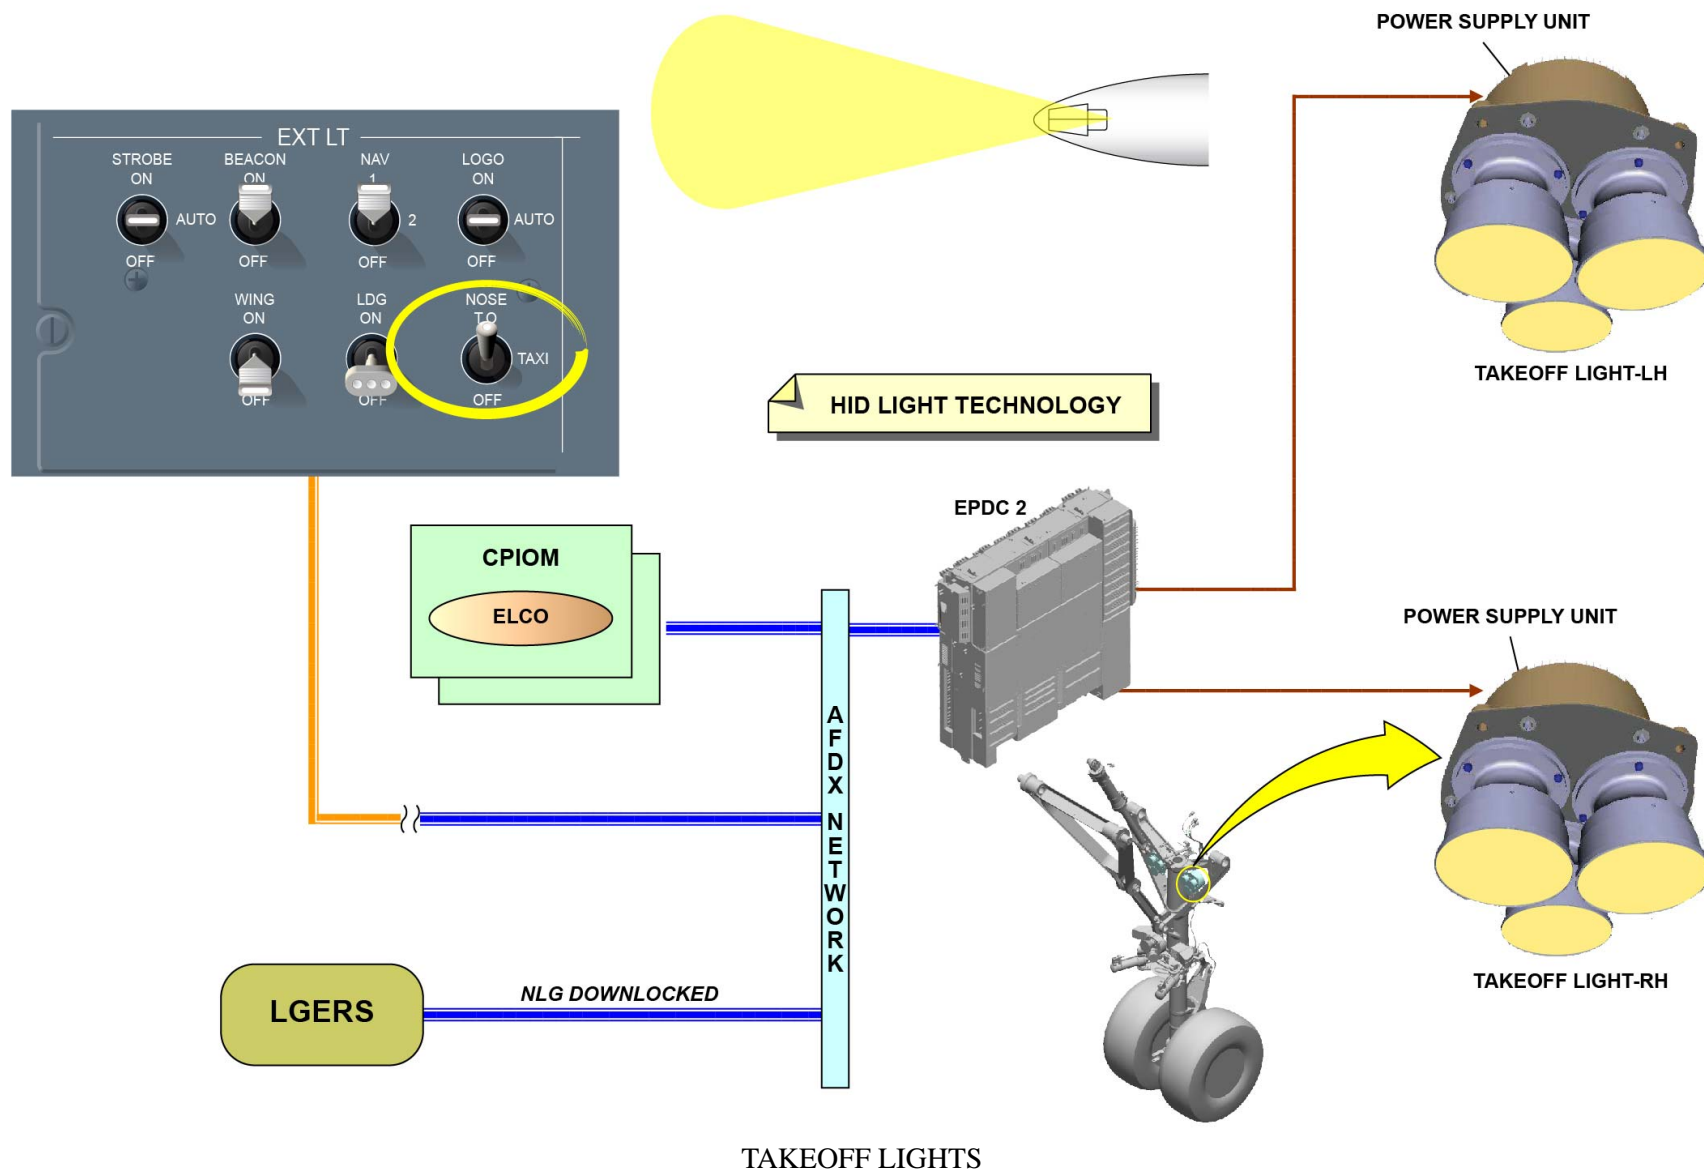 POWER SUPPLY UNIT
EXT LT
STROBE
ON
AUTO
OFF
BEACON
ON
OFF
NAV
1
2
OFF
LOGO
ON
AUTO
OFF
WING
ON
OFF
LDG
ON
OFF
NOSE
T.O
TAXI
OFF
TAKEOFF LIGHT-LH
HID LIGHT TECHNOLOGY
EPDC 2
CPIOM
ELCO
POWER SUPPLY UNIT
AFDX NETWORK
NLG DOWNLOCKED
LGERS
TAKEOFF LIGHT-RH
TAKEOFF LIGHTS